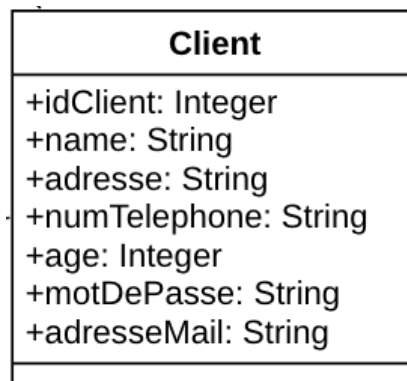 Client
+idClient: Integer
+name: String
+adresse: String
+numTelephone: String
+age: Integer
+motDePasse: String
+adresseMail: String